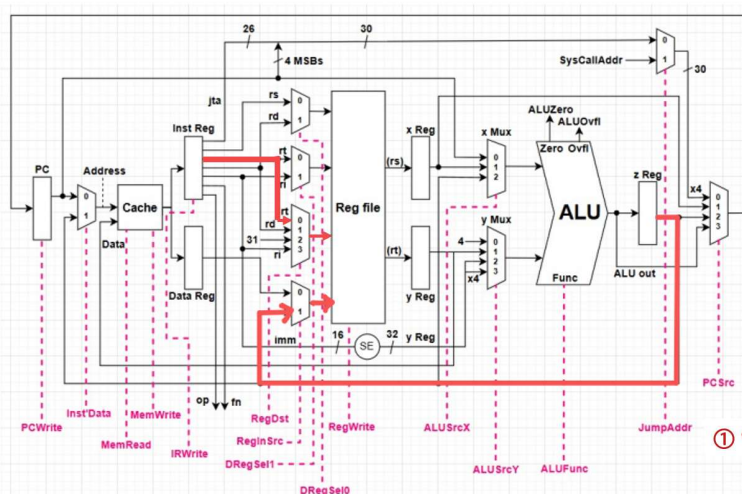 26
30
4 MSBs
SysCallAddr
0
1
30
jta
rs
rd
0
1
ALUZero
ALUOvfl
Inst Reg
x Reg
x Mux
Zero Ovfl
PC
Address
rt
ri
0
1
(rs)
0
1
2
z Reg
x4
0
1
Cache
Reg file
ALU
0
1
2
3
rt
rd
31
ri
0
1
2
3
y Mux
4
0
1
2
3
x4
Data
Data Reg
(rt)
Func
ALU out
0
1
y Reg
imm
16
SE
32
y Reg
op
fn
PCWrite
Inst'Data
MemWrite
MemRead
IRWrite
RegDst
RegInSrc
DRegSel1
DRegSel0
RegWrite
ALUSrcX
ALUSrcY
ALUFunc
PCSrc
JumpAddr
①